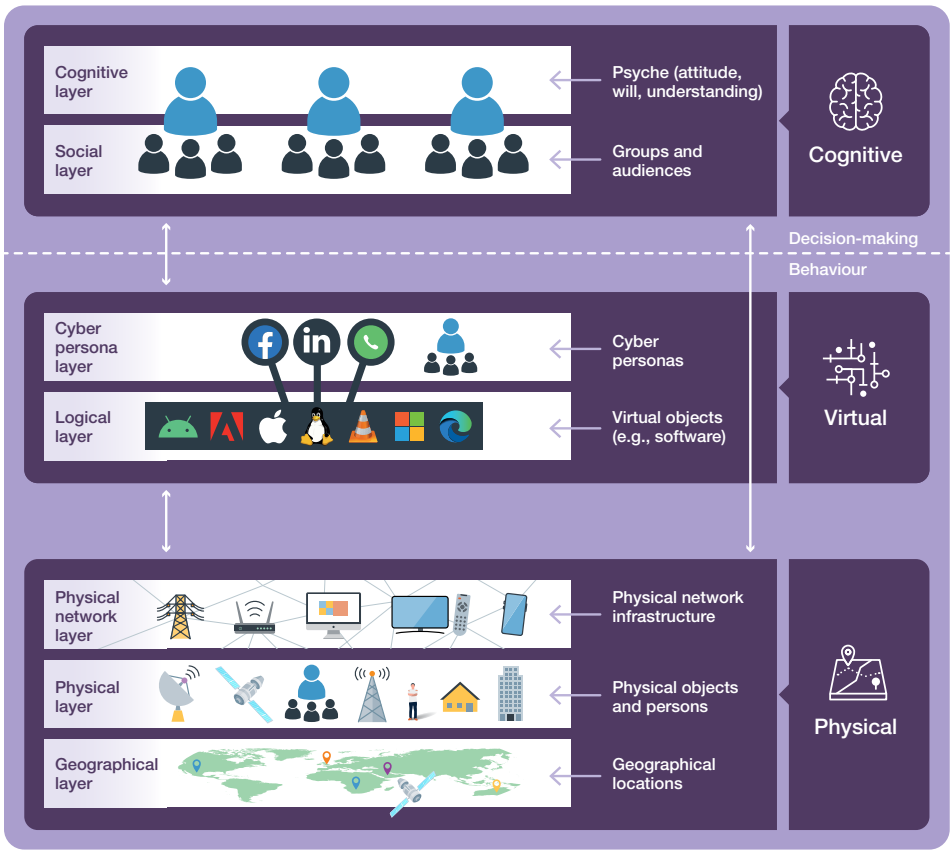 Cognitive
layer
Psyche (attitude,
will, understanding)
Social
layer
Groups and
audiences
Cognitive
Decision-making
Behaviour
Cyber
persona
layer
f
in
Cyber
personas
Logical
layer
Virtual objects
(e.g., software)
Virtual
Physical
network
layer
Physical network
infrastructure
Physical
layer
Physical objects
and persons
Geographical
layer
Geographical
locations
Physical